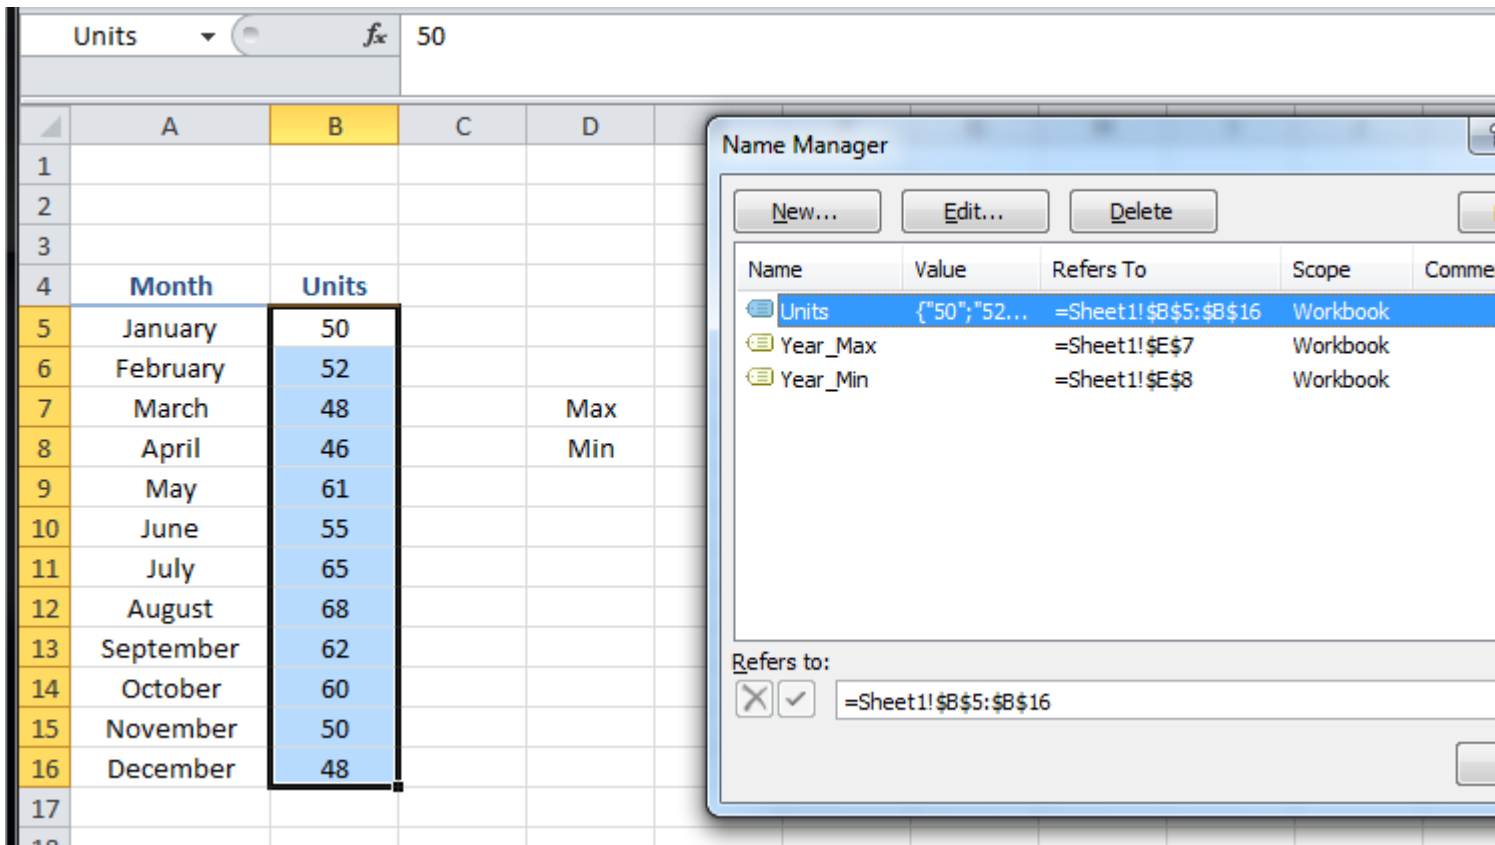 Units fx 50
A B C D
1
2
3
4 Month Units
5 January 50
6 February 52
7 March 48 Max
8 April 46 Min
9 May 61
10 June 55
11 July 65
12 August 68
13 September 62
14 October 60
15 November 50
16 December 48
17
Name Manager
New... Edit... Delete
Name Value Refers To Scope Comme
Units {"50";"52... =Sheet1!$B$5:$B$16 Workbook
Year_Max =Sheet1!$E$7 Workbook
Year_Min =Sheet1!$E$8 Workbook
Refers to:
=Sheet1!$B$5:$B$16